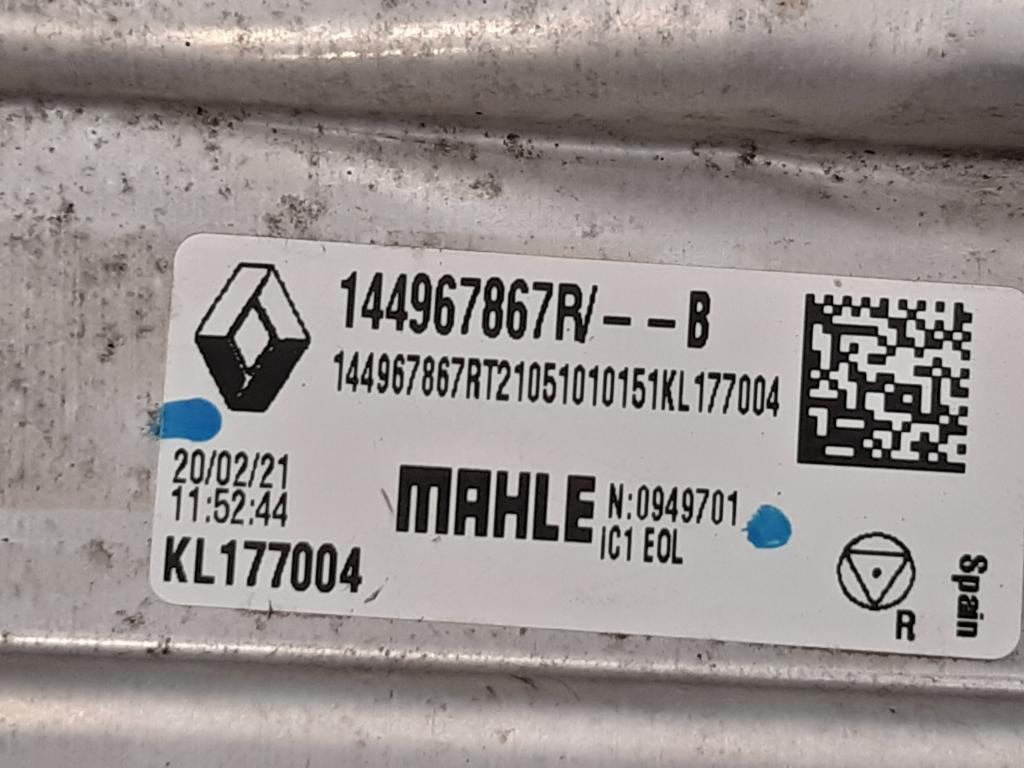 144967867R/--B
144967867RT21051010151KL177004
20/02/21
11:52:44
KL177004
MAHLE
N:0949701
IC1 EOL
R
Spain